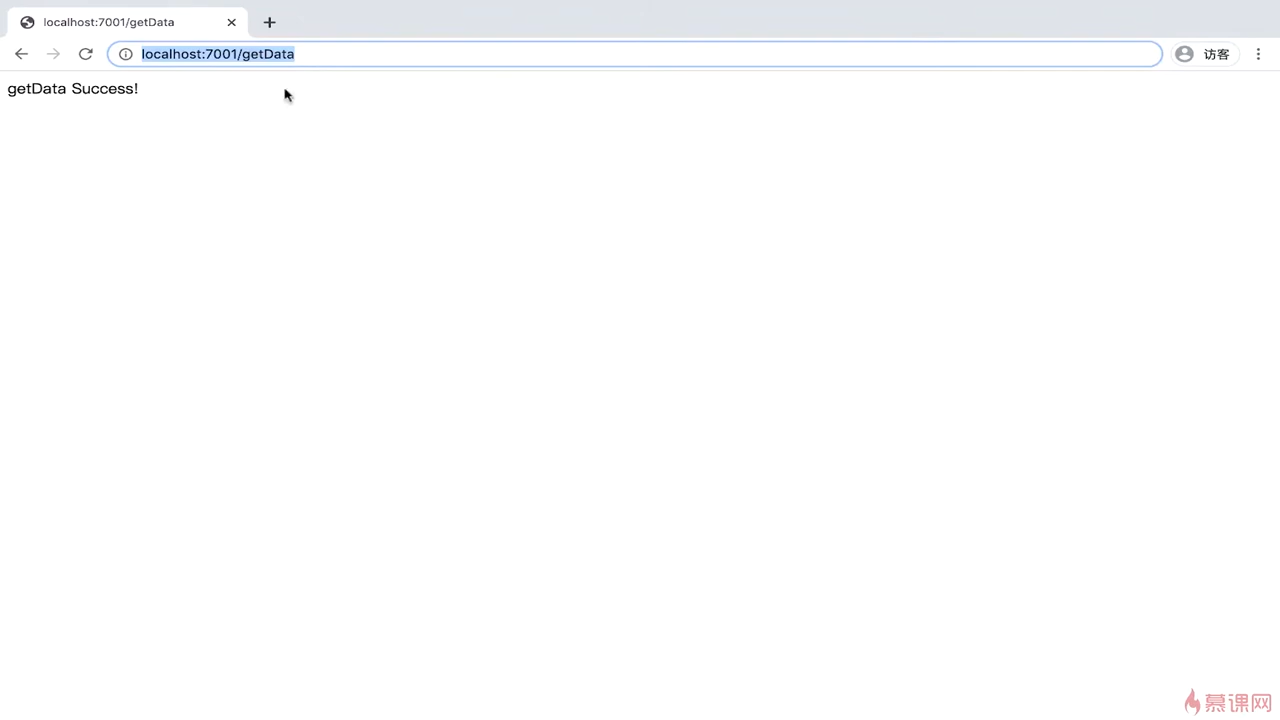 localhost:7001/getData
localhost:7001/getData
访客
getData Success!
慕课网